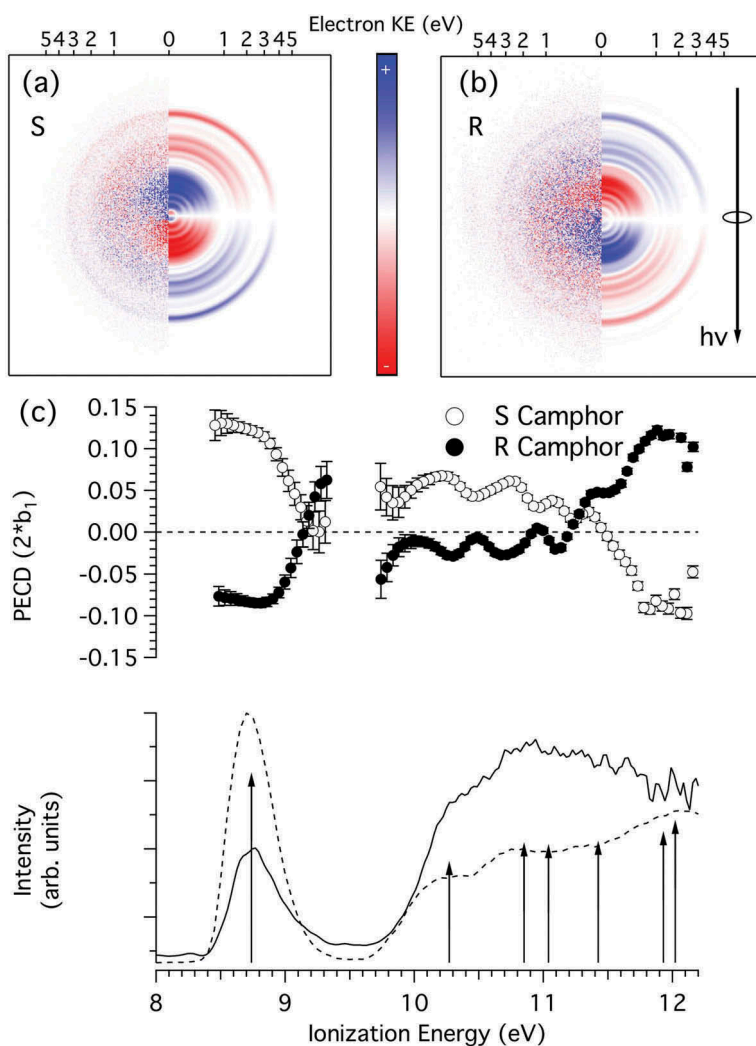 Electron KE (eV)
5 4 3 2 1 0 1 2 3 4 5
5 4 3 2 1 0 1 2 3 4 5
(a)
S
+
-
(b)
R
hν
(c)
S Camphor
R Camphor
PECD (2*b1)
0.15
0.10
0.05
0.00
-0.05
-0.10
-0.15
Intensity
(arb. units)
8 9 10 11 12
Ionization Energy (eV)